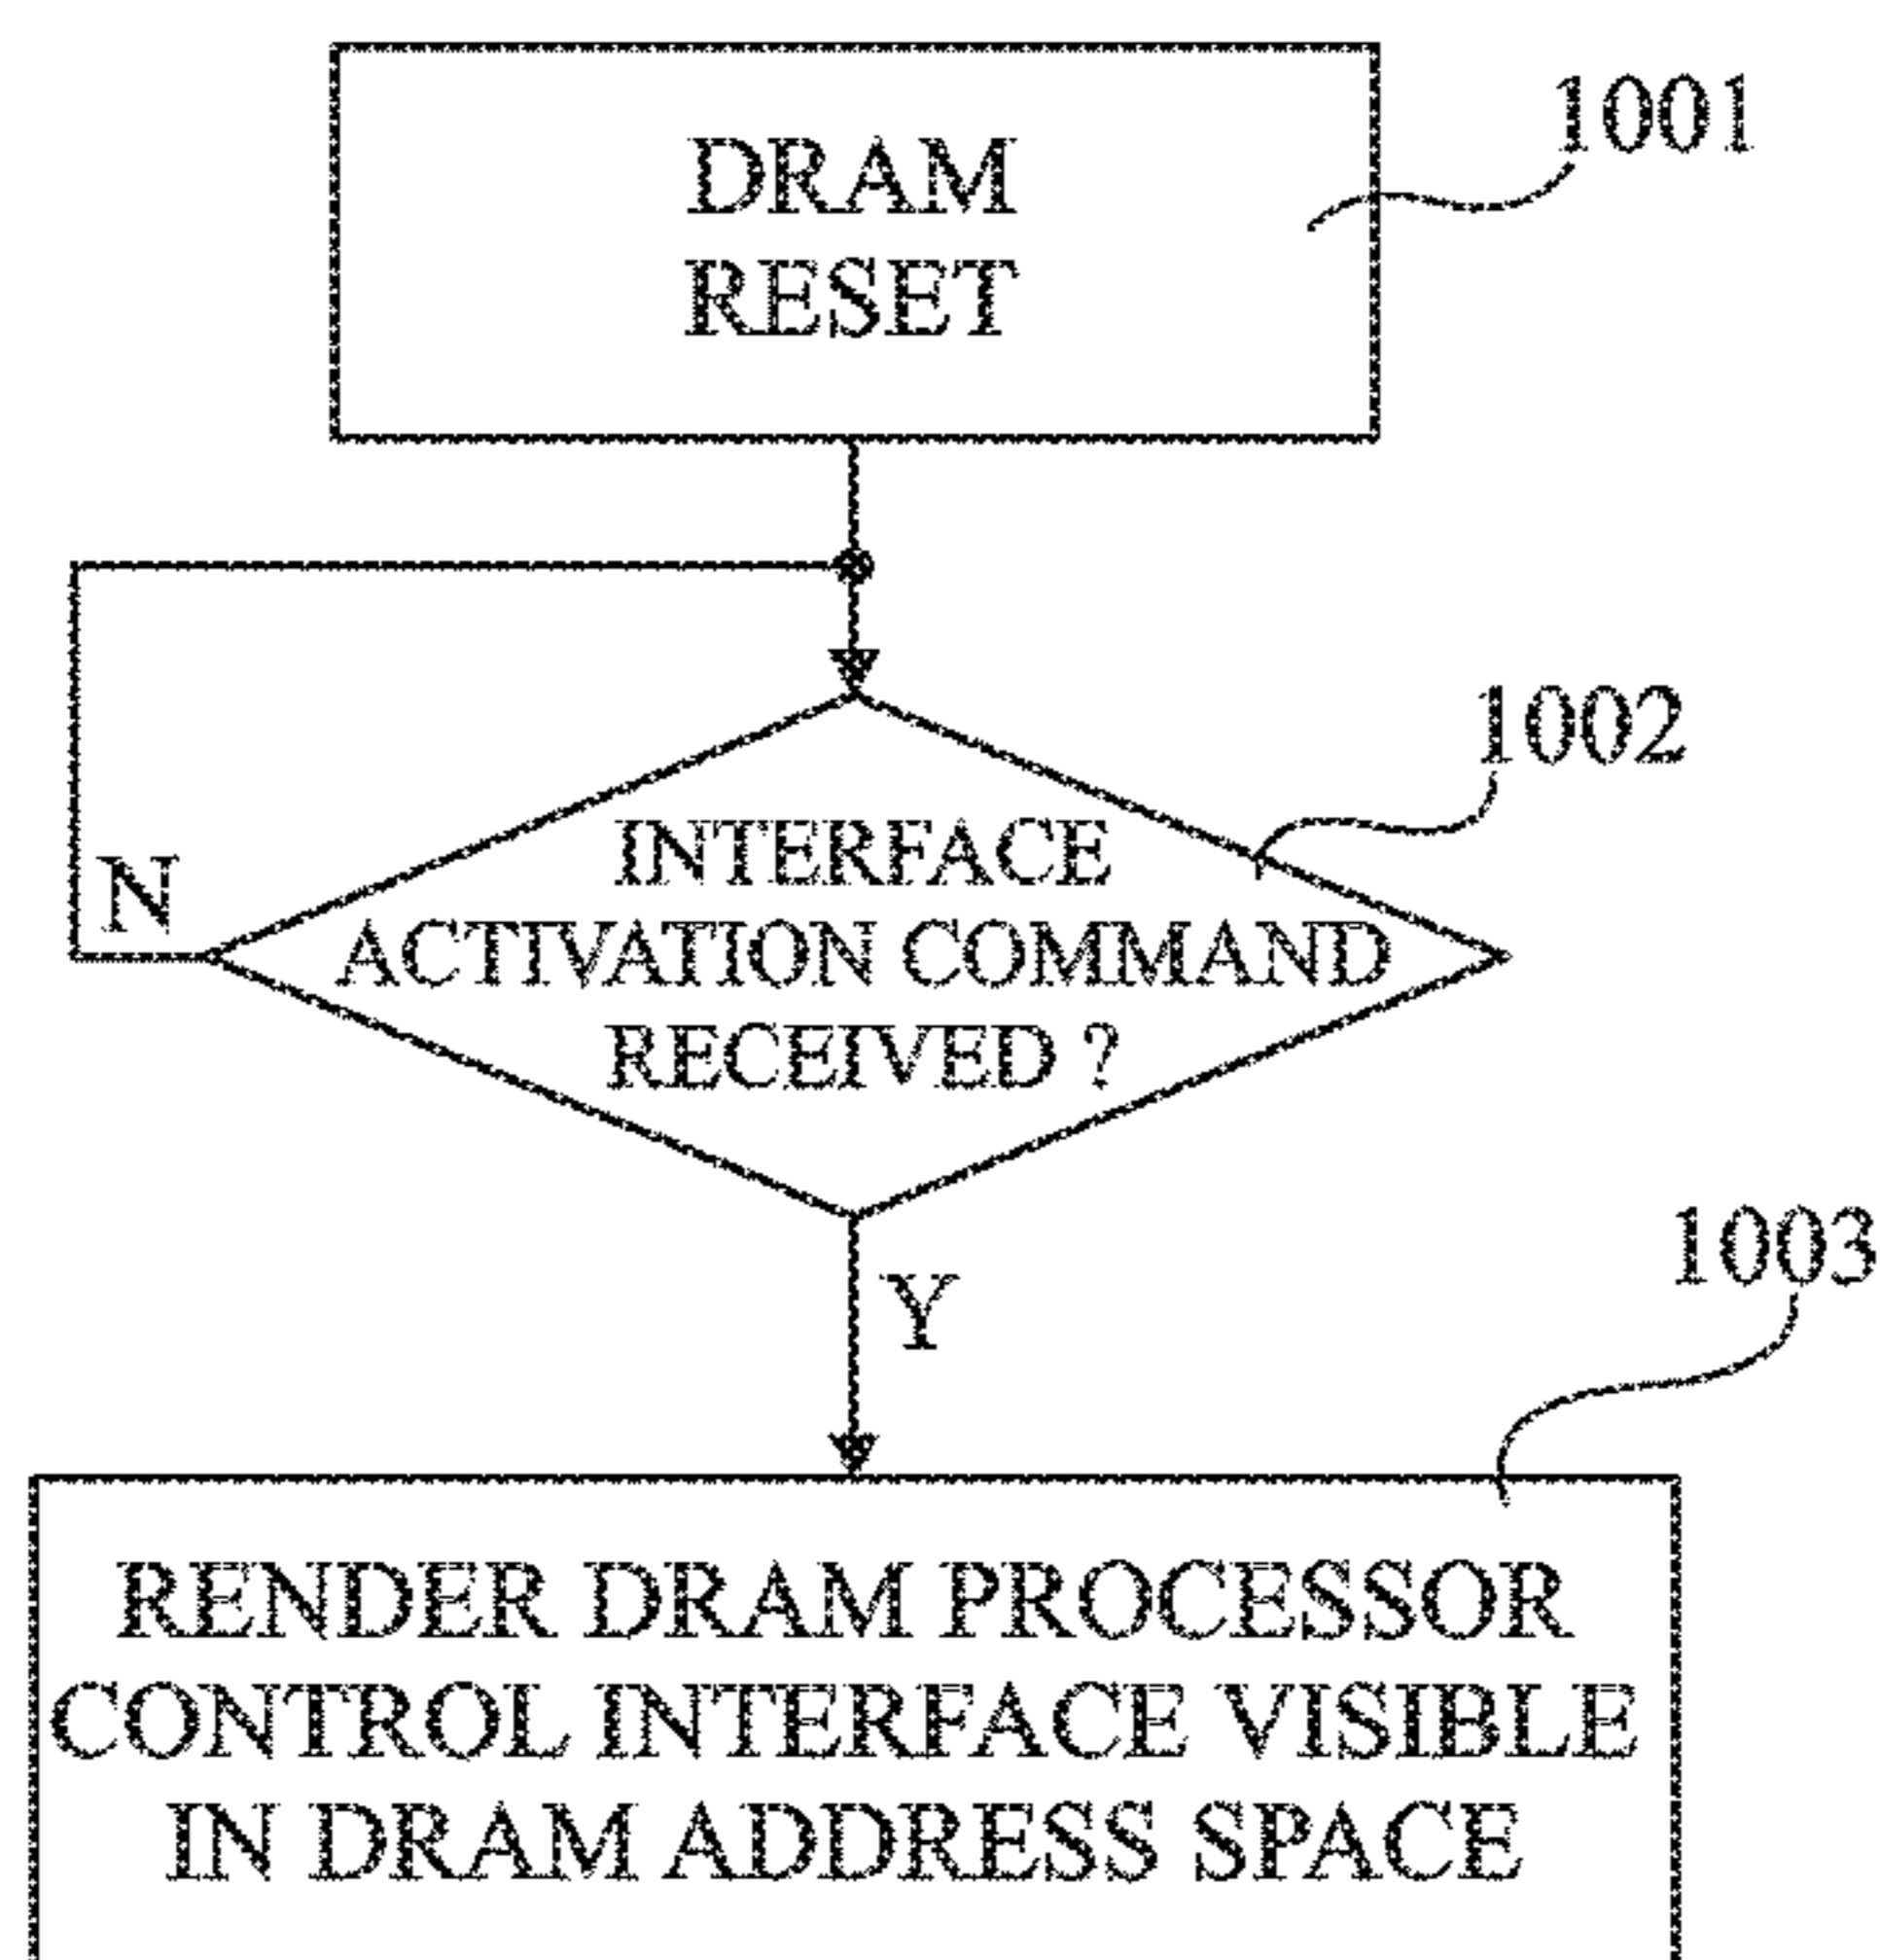 DRAM
RESET
1001
1002
INTERFACE
ACTIVATION COMMAND
RECEIVED ?
N
Y
1003
RENDER DRAM PROCESSOR
CONTROL INTERFACE VISIBLE
IN DRAM ADDRESS SPACE